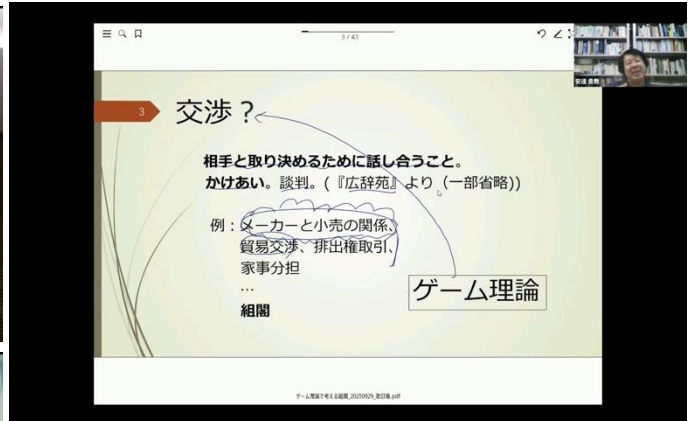 3 / 43
安達 貴教
3
交渉？
相手と取り決めるために話し合うこと。
かけあい。談判。(『広辞苑』より（一部省略))
例：メーカーと小売の関係、
貿易交渉、排出権取引、
家事分担
…
組閣
ゲーム理論
ゲーム理論で考える組閣_20210929_改訂版.pdf